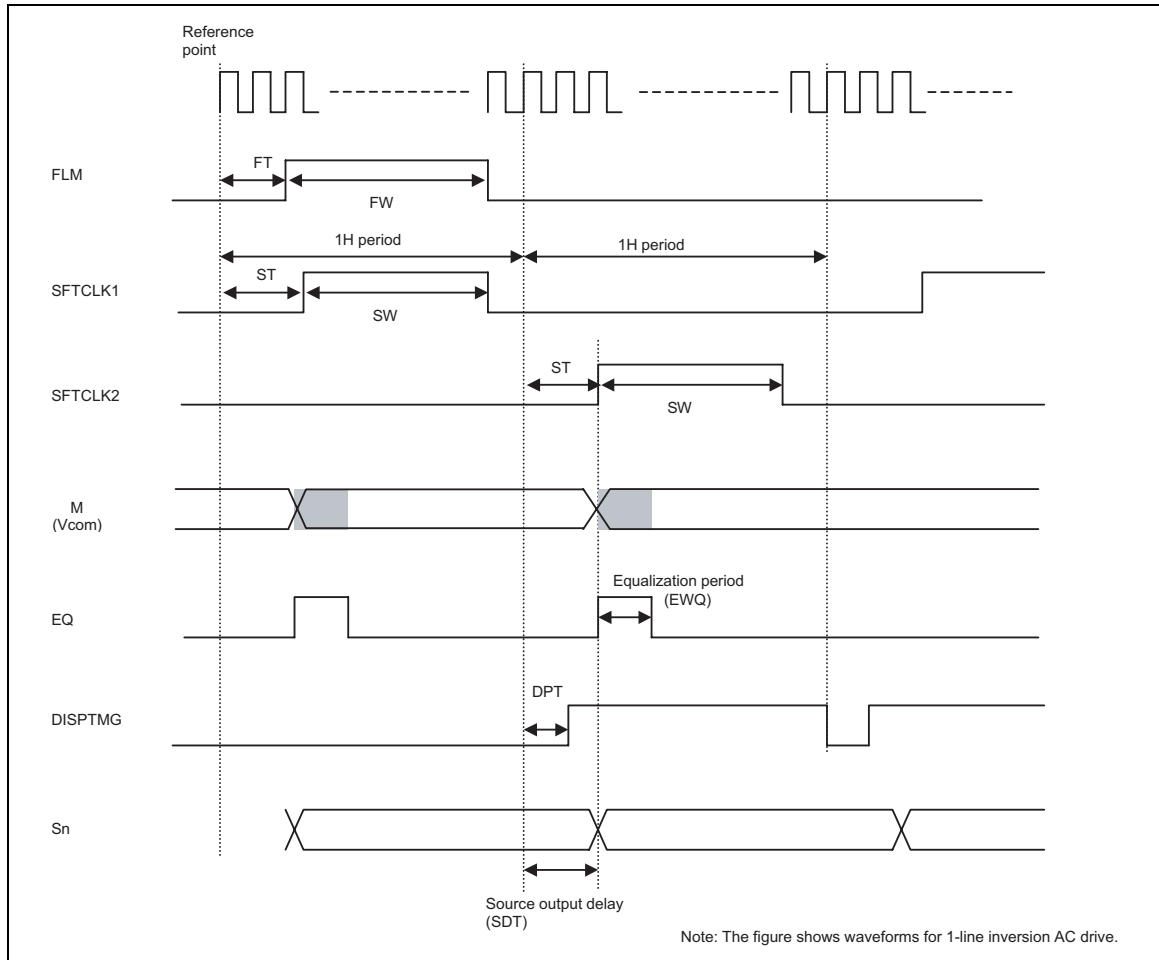 Reference
point
FLM
FT
FW
1H period
1H period
SFTCLK1
ST
SW
SFTCLK2
ST
SW
M
(Vcom)
EQ
Equalization period
(EWQ)
DISPTMG
DPT
Sn
Source output delay
(SDT)
Note: The figure shows waveforms for 1-line inversion AC drive.